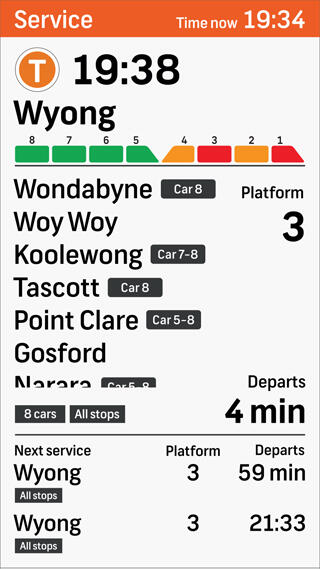 Service Time now 19:34
T 19:38
Wyong
8 7 6 5 4 3 2 1
Wondabyne Car 8 Platform
Woy Woy 3
Koolewong Car 7-8
Tascott Car 8
Point Clare Car 5-8
Gosford
Narara Car 5-8 Departs
8 cars All stops 4 min
Next service Platform Departs
Wyong 3 59 min
All stops
Wyong 3 21:33
All stops